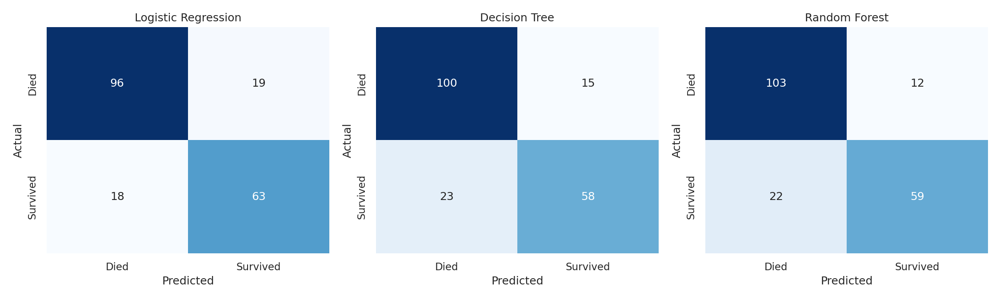 Logistic Regression
Died
96
19
Actual
Survived
18
63
Died Survived
Predicted
Decision Tree
Died
100
15
Actual
Survived
23
58
Died Survived
Predicted
Random Forest
Died
103
12
Actual
Survived
22
59
Died Survived
Predicted